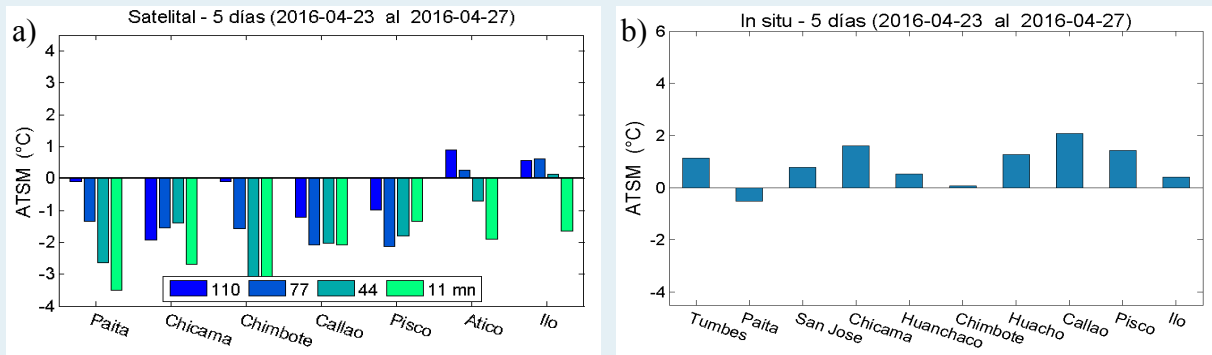 a)
Satelital - 5 días (2016-04-23 al 2016-04-27)
ATSM (°C)
4
3
2
1
0
-1
-2
-3
-4
110 77 44 11 mn
Paita Chicama Chimbote Callao Pisco Atico Ilo
b)
In situ - 5 días (2016-04-23 al 2016-04-27)
ATSM (°C)
6
4
2
0
-2
-4
Tumbes Paita San Jose Chicama Huanchaco Chimbote Huacho Callao Pisco Ilo